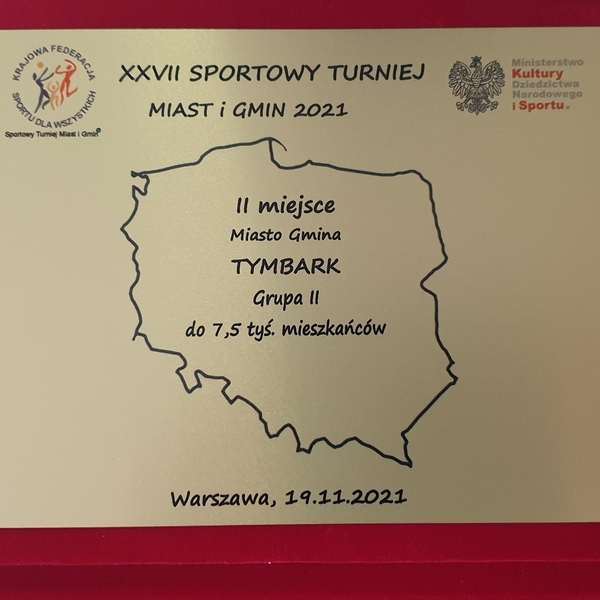 KRAJOWA FEDERACJA
SPORTU DLA WSZYSTKICH
Sportowy Turniej Miast i Gmin
XXVII SPORTOWY TURNIEJ
MIAST i GMIN 2021
Ministerstwo
Kultury
Dziedzictwa
Narodowego
i Sportu.
II miejsce
Miasto Gmina
TYMBARK
Grupa II
do 7,5 tyś. mieszkańców
Warszawa, 19.11.2021